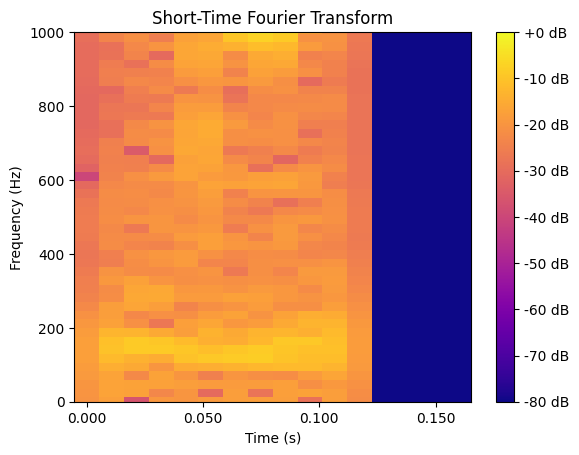 Short-Time Fourier Transform
1000
800
600
400
200
0
Frequency (Hz)
0.000
0.050
0.100
0.150
Time (s)
+0 dB
-10 dB
-20 dB
-30 dB
-40 dB
-50 dB
-60 dB
-70 dB
-80 dB